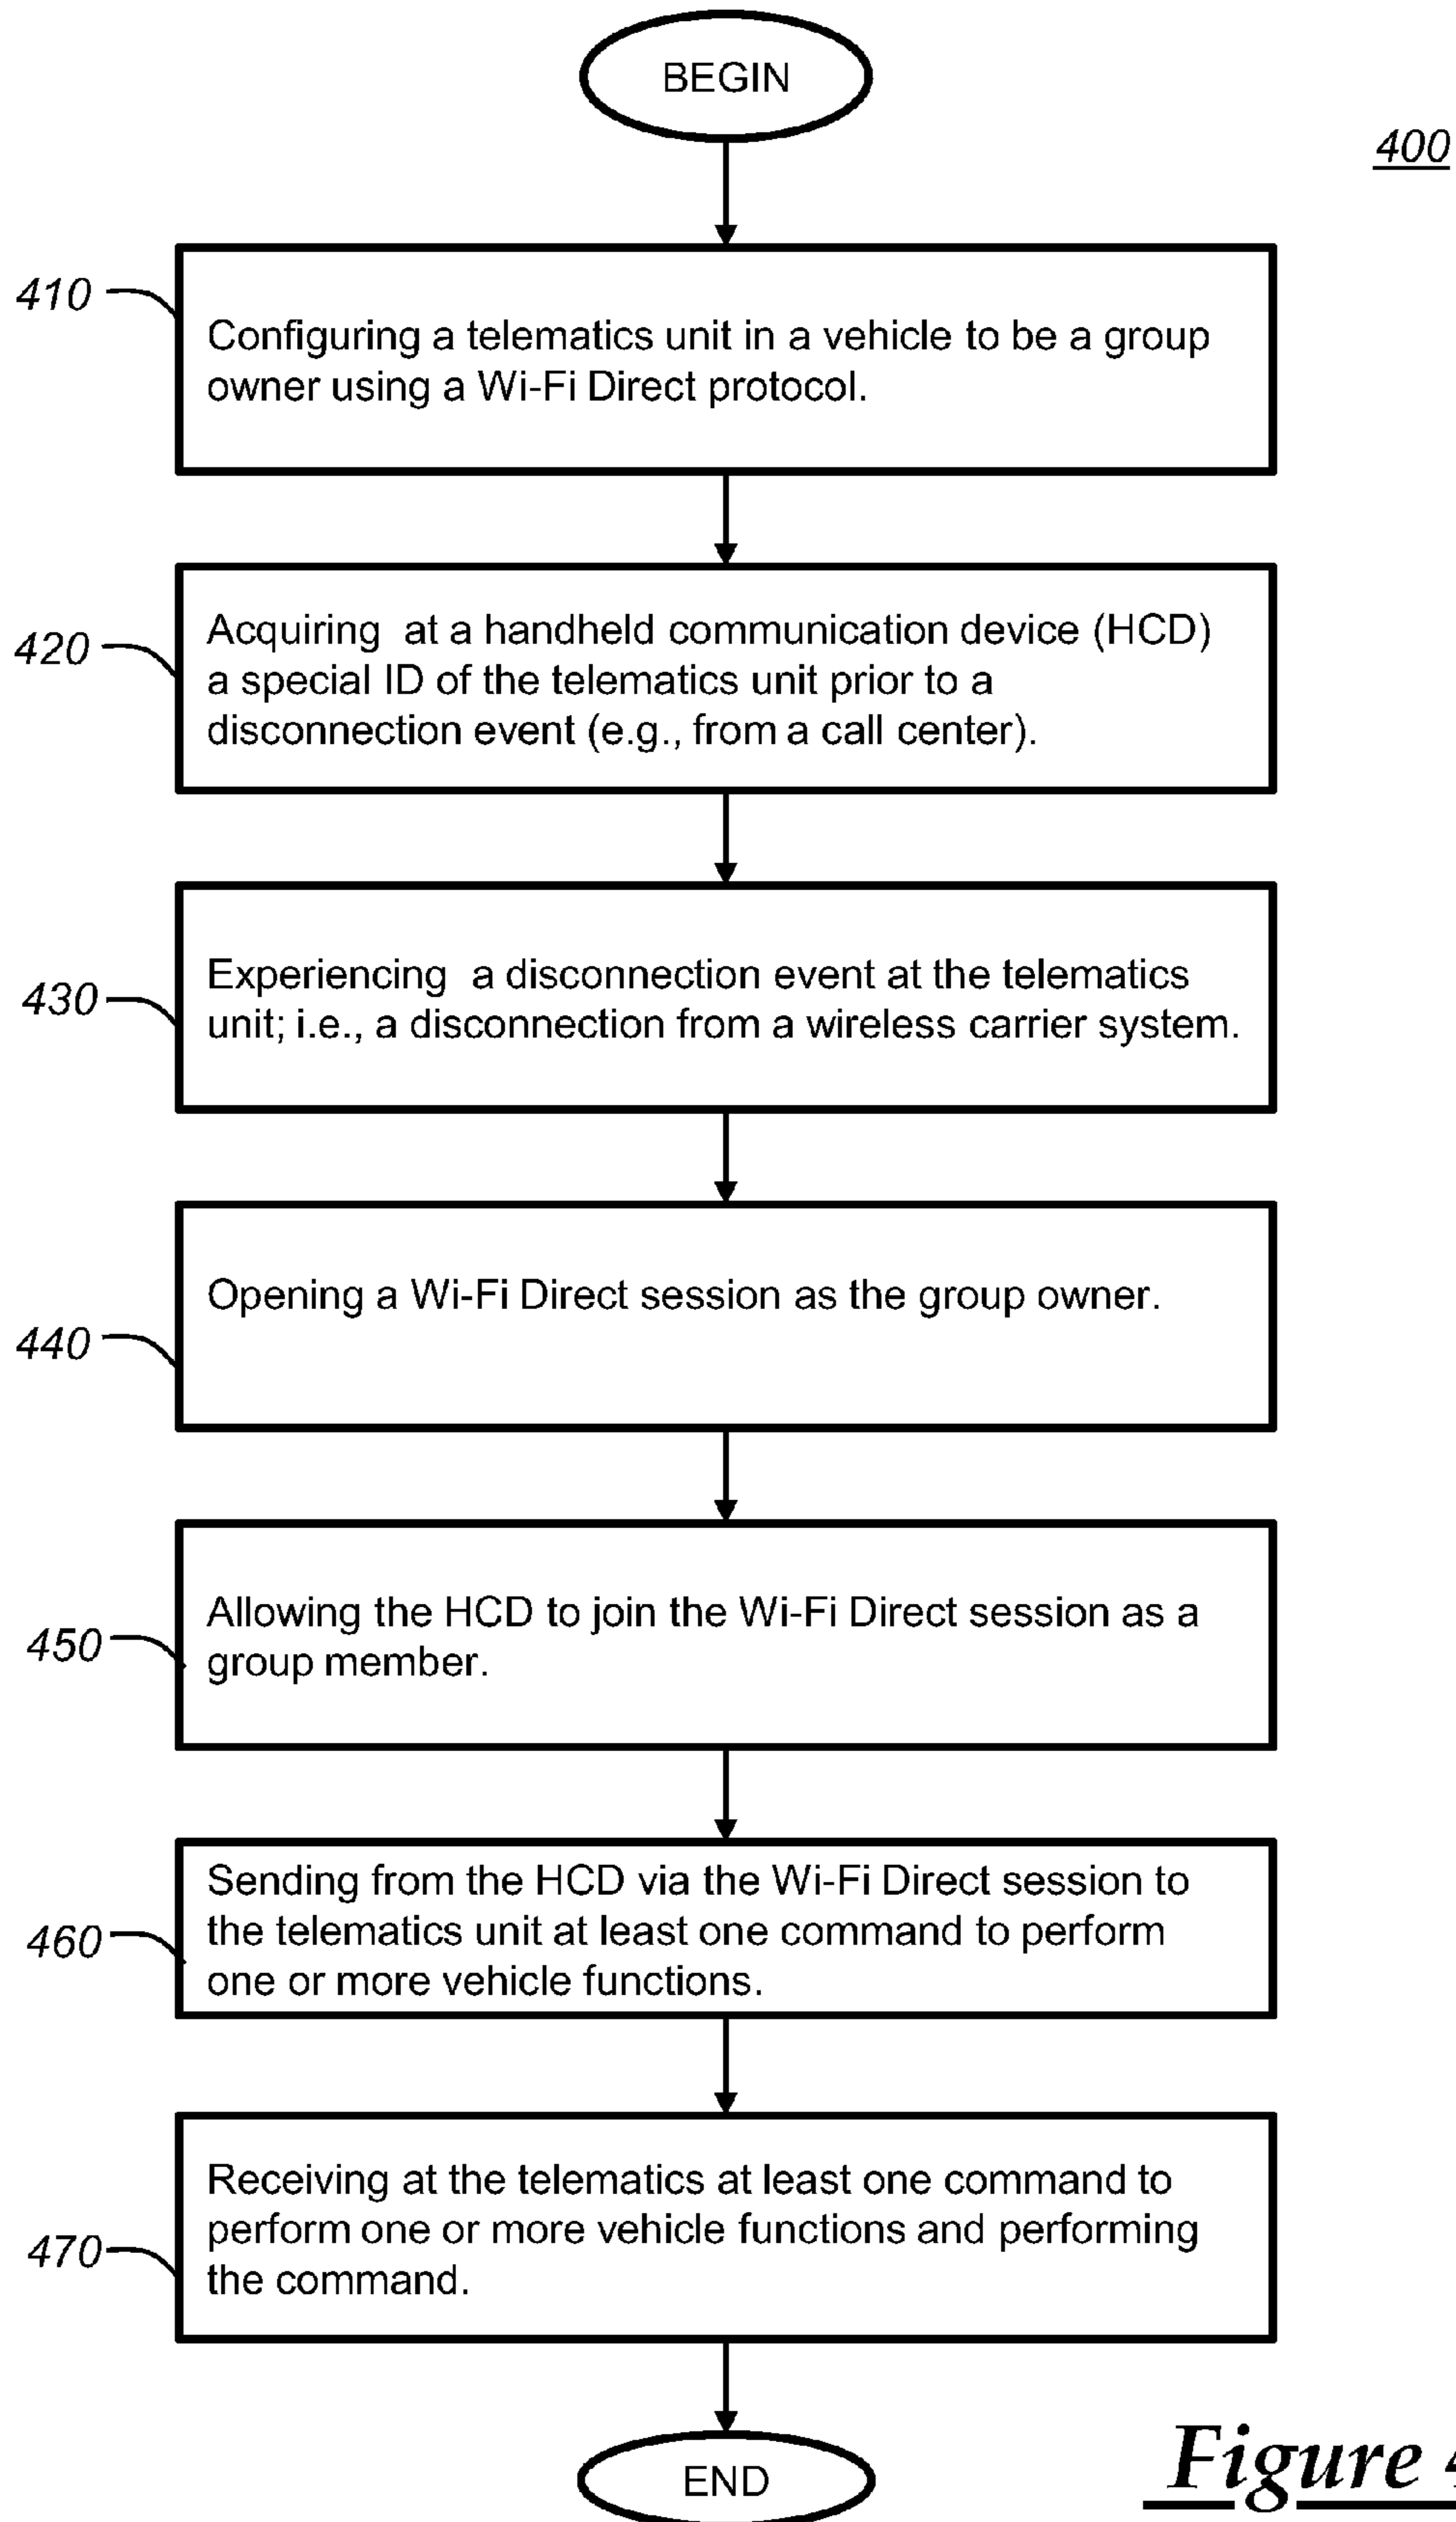 BEGIN
400
410
Configuring a telematics unit in a vehicle to be a group
owner using a Wi-Fi Direct protocol.
420
Acquiring at a handheld communication device (HCD)
a special ID of the telematics unit prior to a
disconnection event (e.g., from a call center).
430
Experiencing a disconnection event at the telematics
unit; i.e., a disconnection from a wireless carrier system.
440
Opening a Wi-Fi Direct session as the group owner.
450
Allowing the HCD to join the Wi-Fi Direct session as a
group member.
460
Sending from the HCD via the Wi-Fi Direct session to
the telematics unit at least one command to perform
one or more vehicle functions.
470
Receiving at the telematics at least one command to
perform one or more vehicle functions and performing
the command.
END
Figure 4